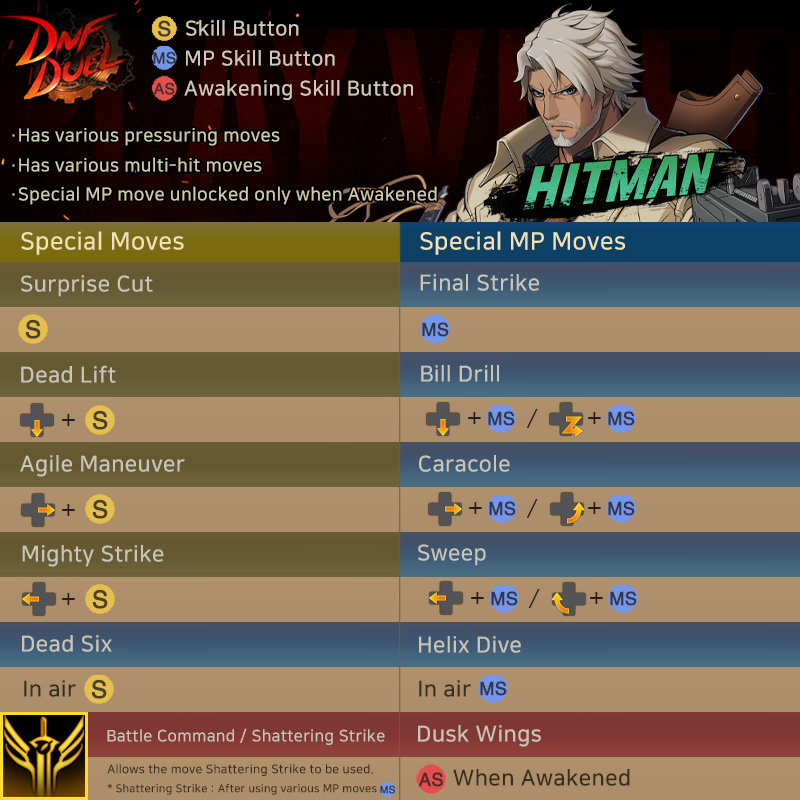 DNF
DUEL
S Skill Button
MS MP Skill Button
AS Awakening Skill Button
·Has various pressuring moves
·Has various multi-hit moves
·Special MP move unlocked only when Awakened
HITMAN
Special Moves
Special MP Moves
Surprise Cut
Final Strike
S
MS
Dead Lift
Bill Drill
+ S
+ MS / + MS
Agile Maneuver
Caracole
+ S
+ MS / + MS
Mighty Strike
Sweep
+ S
+ MS / + MS
Dead Six
Helix Dive
In air S
In air MS
Battle Command / Shattering Strike
Dusk Wings
Allows the move Shattering Strike to be used.
* Shattering Strike : After using various MP moves MS
AS When Awakened